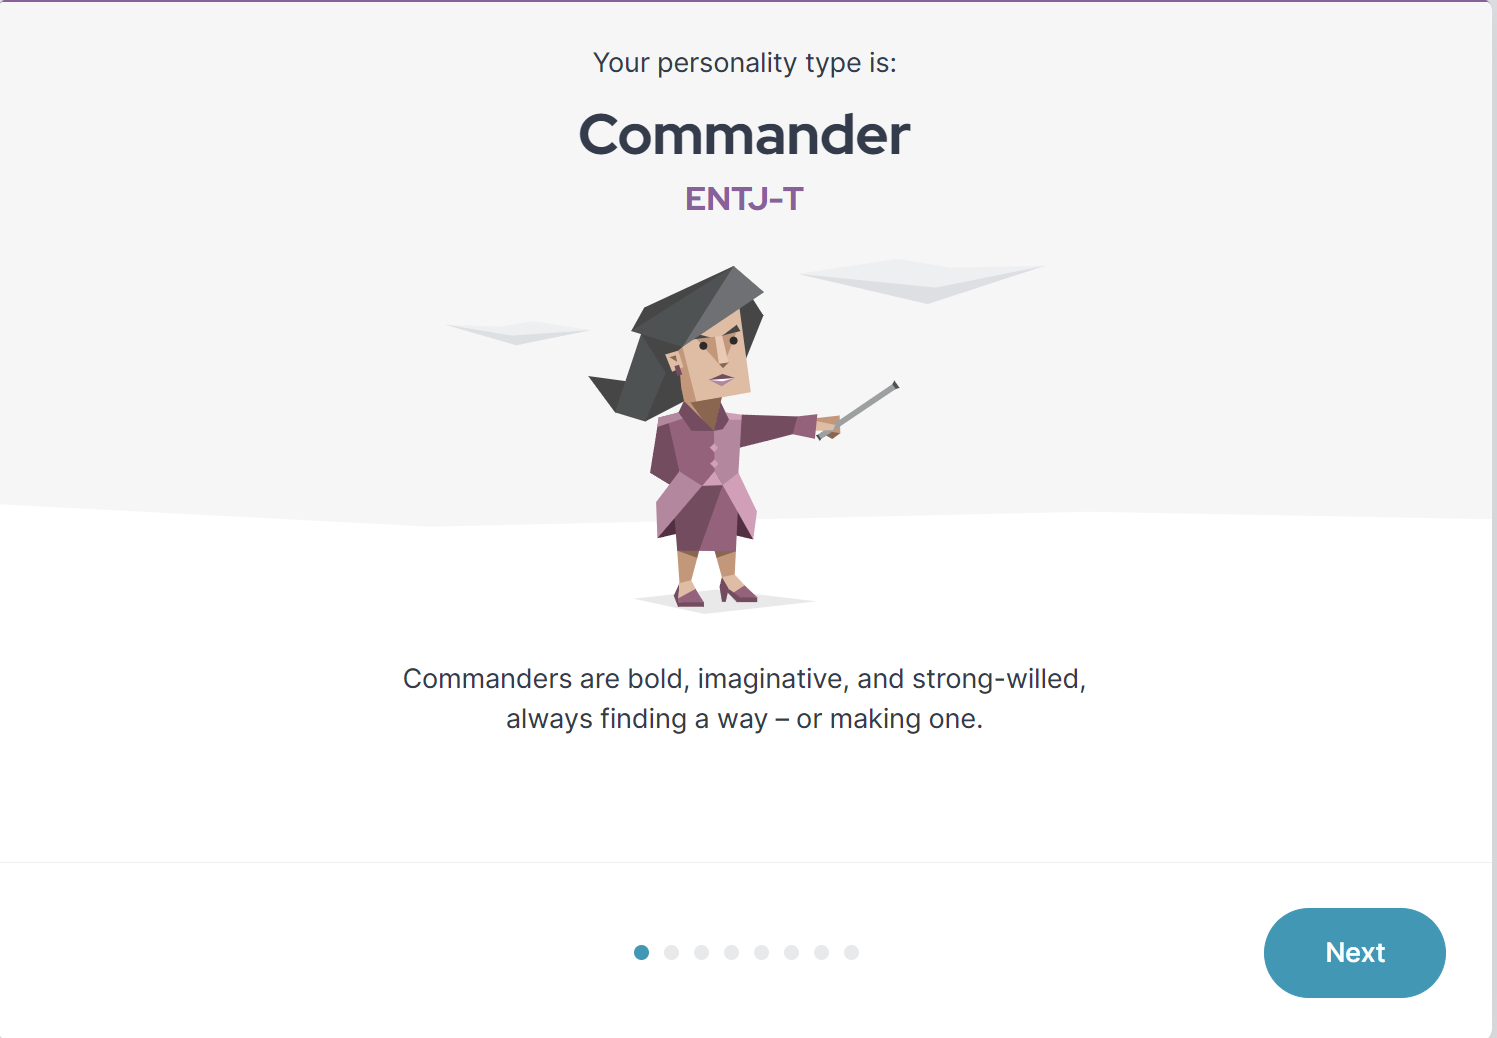 Your personality type is:
Commander
ENTJ-T
Commanders are bold, imaginative, and strong-willed,
always finding a way – or making one.
Next